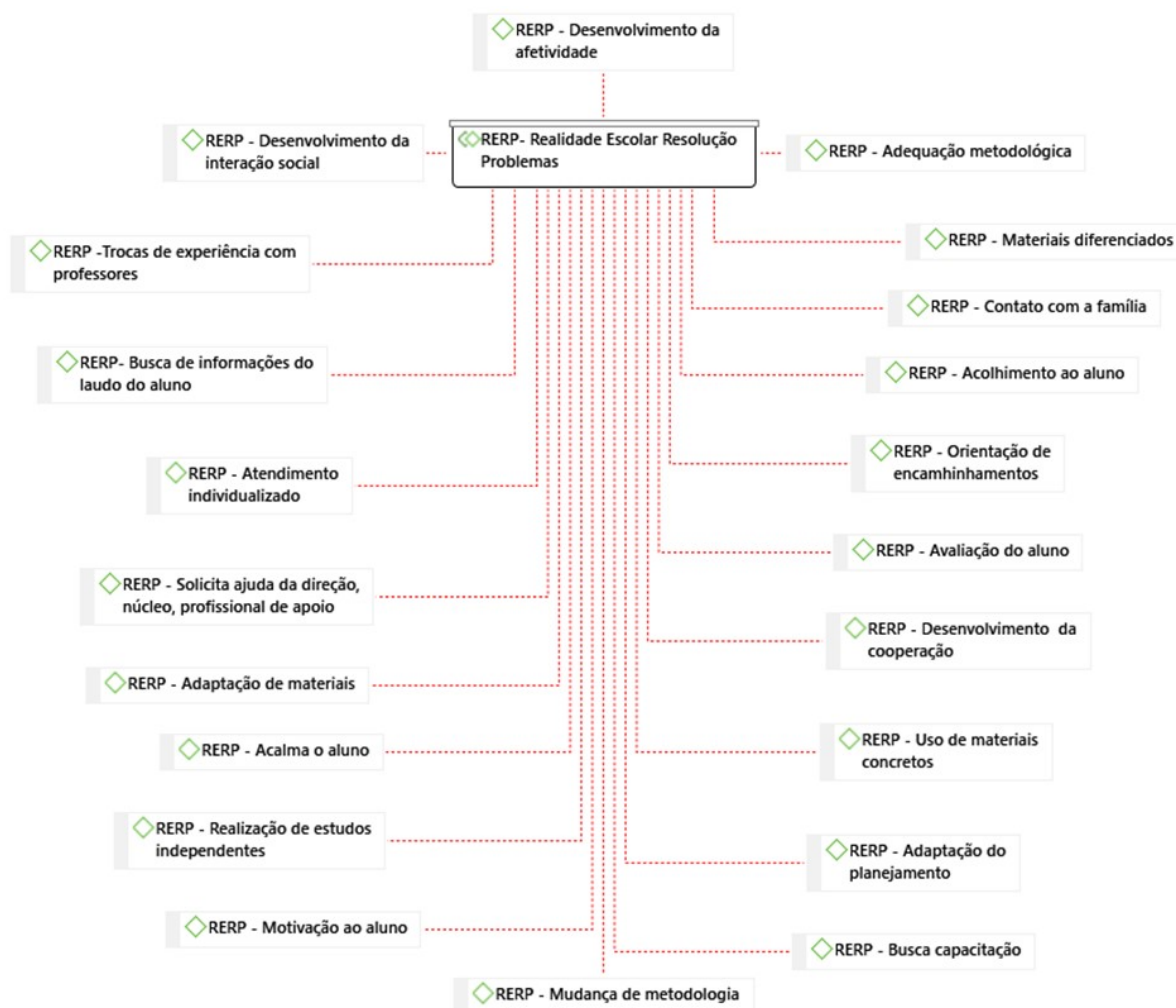 RERP - Desenvolvimento da
afetividade
RERP - Desenvolvimento da
interação social
RERP- Realidade Escolar Resolução
Problemas
RERP - Adequação metodológica
RERP -Trocas de experiência com
professores
RERP - Materiais diferenciados
RERP - Contato com a família
RERP- Busca de informações do
laudo do aluno
RERP - Acolhimento ao aluno
RERP - Atendimento
individualizado
RERP - Orientação de
encamhinhamentos
RERP - Avaliação do aluno
RERP - Solicita ajuda da direção,
núcleo, profissional de apoio
RERP - Desenvolvimento  da
cooperação
RERP - Adaptação de materiais
RERP - Acalma o aluno
RERP - Uso de materiais
concretos
RERP - Realização de estudos
independentes
RERP - Adaptação do
planejamento
RERP - Motivação ao aluno
RERP - Busca capacitação
RERP - Mudança de metodologia